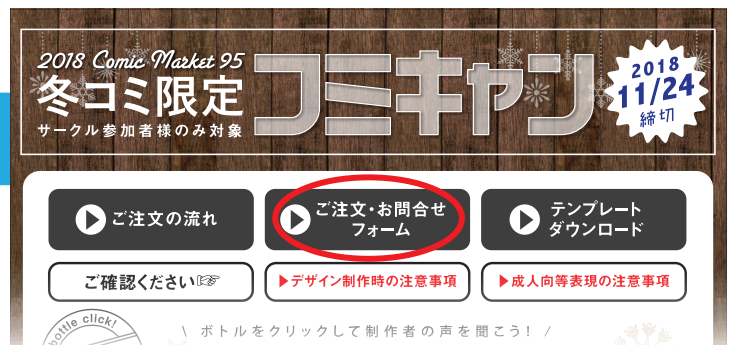 2018 Comic Market 95
冬コミ限定
サークル参加者様のみ対象
コミキャン
2018
11/24
締切
ご注文の流れ
ご注文・お問合せ
フォーム
テンプレート
ダウンロード
ご確認ください☞
▶デザイン制作時の注意事項
▶成人向等表現の注意事項
bottle click!
\ ボトルをクリックして制作者の声を聞こう! /